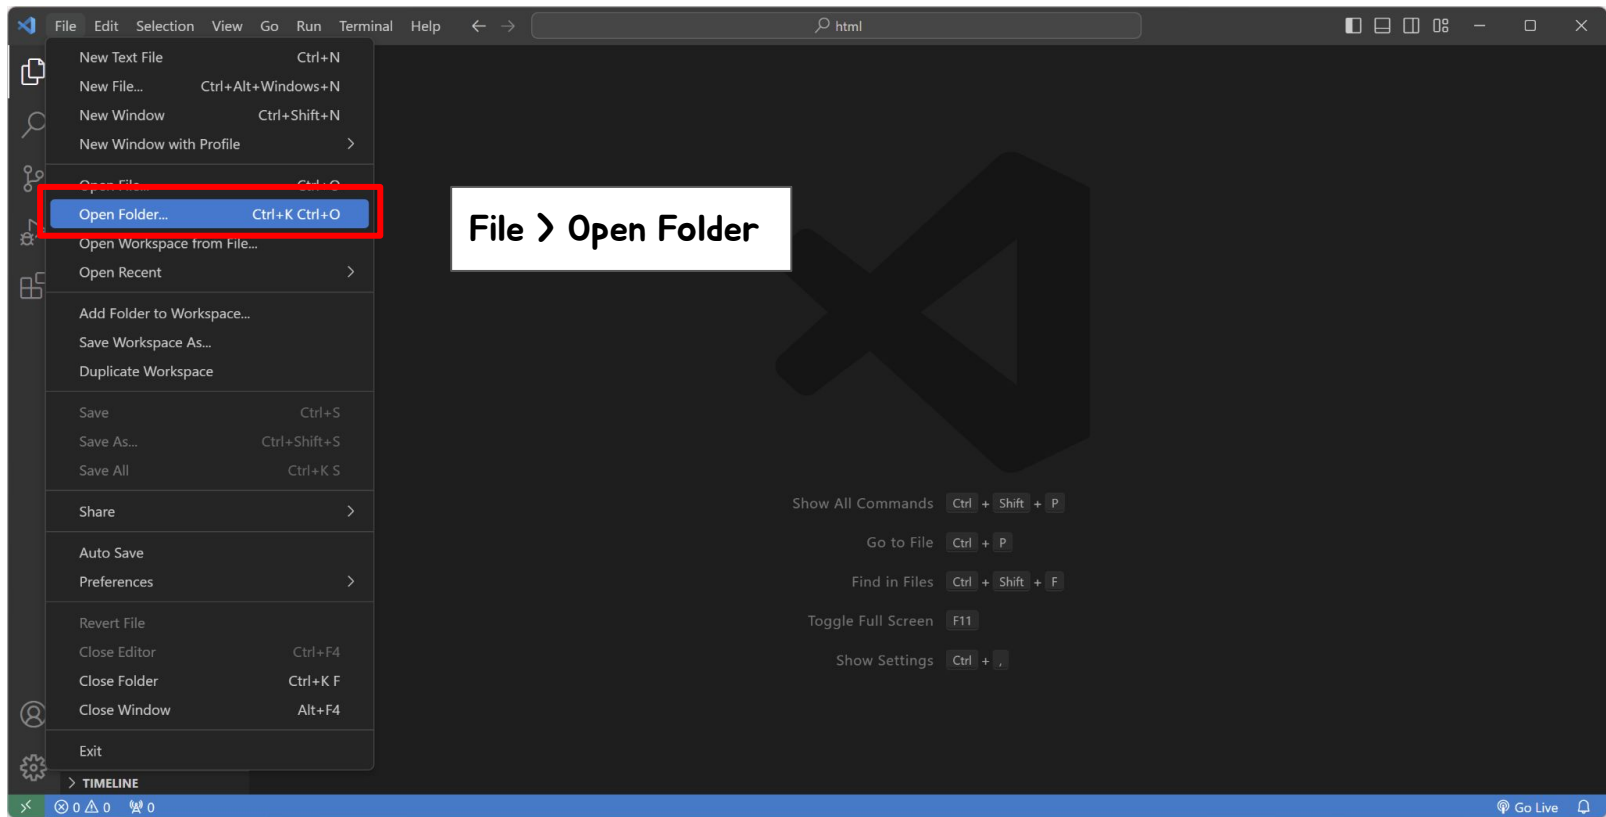 File Edit Selection View Go Run Terminal Help html
New Text File Ctrl+N
New File... Ctrl+Alt+Windows+N
New Window Ctrl+Shift+N
New Window with Profile
Open File... Ctrl+O
Open Folder... Ctrl+K Ctrl+O
File > Open Folder
Open Workspace from File...
Open Recent
Add Folder to Workspace...
Save Workspace As...
Duplicate Workspace
Save Ctrl+S
Save As... Ctrl+Shift+S
Save All Ctrl+K S
Share
Auto Save
Preferences
Revert File
Close Editor Ctrl+F4
Close Folder Ctrl+K F
Close Window Alt+F4
Exit
Show All Commands Ctrl + Shift + P
Go to File Ctrl + P
Find in Files Ctrl + Shift + F
Toggle Full Screen F11
Show Settings Ctrl + ,
> TIMELINE
0 0 0 Go Live